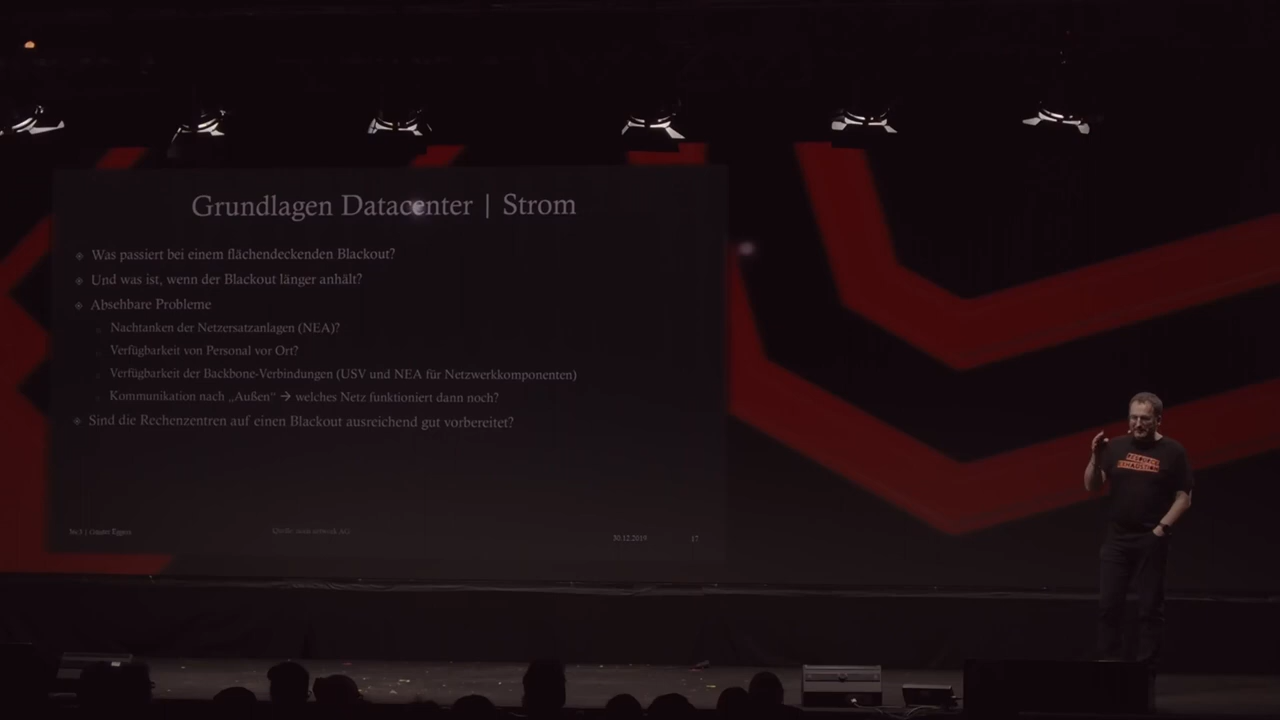 Grundlagen Datacenter | Strom
Was passiert bei einem flächendeckenden Blackout?
Und was ist, wenn der Blackout länger anhält?
Absehbare Probleme
Nachtanken der Netzersatzanlagen (NEA)?
Verfügbarkeit von Personal vor Ort?
Verfügbarkeit der Backbone-Verbindungen (USV und NEA für Netzwerkkomponenten)
Kommunikation nach „Außen“ → welches Netz funktioniert dann noch?
Sind die Rechenzentren auf einen Blackout ausreichend gut vorbereitet?
30.12.2019
17